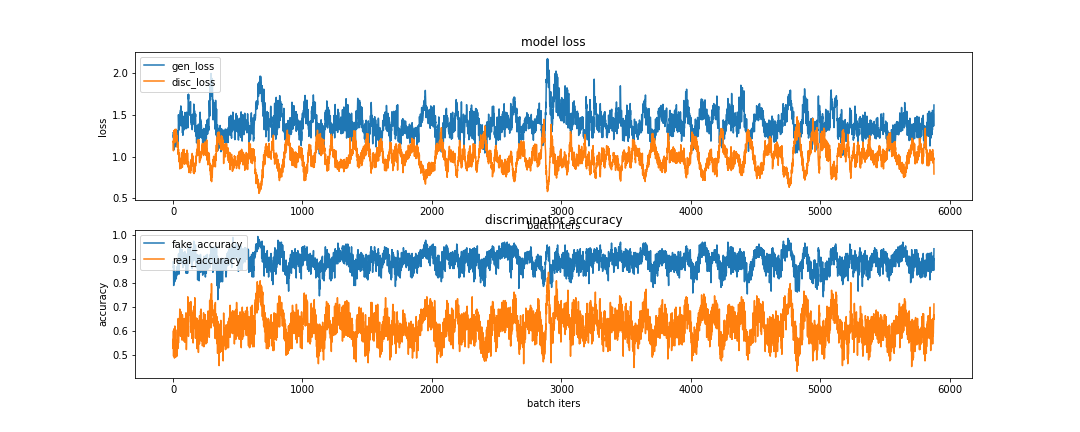 model loss
gen_loss
disc_loss
2.0
1.5
1.0
0.5
loss
0
1000
2000
3000
4000
5000
6000
batch iters
discriminator accuracy
fake_accuracy
real_accuracy
1.0
0.9
0.8
0.7
0.6
0.5
accuracy
0
1000
2000
3000
4000
5000
6000
batch iters